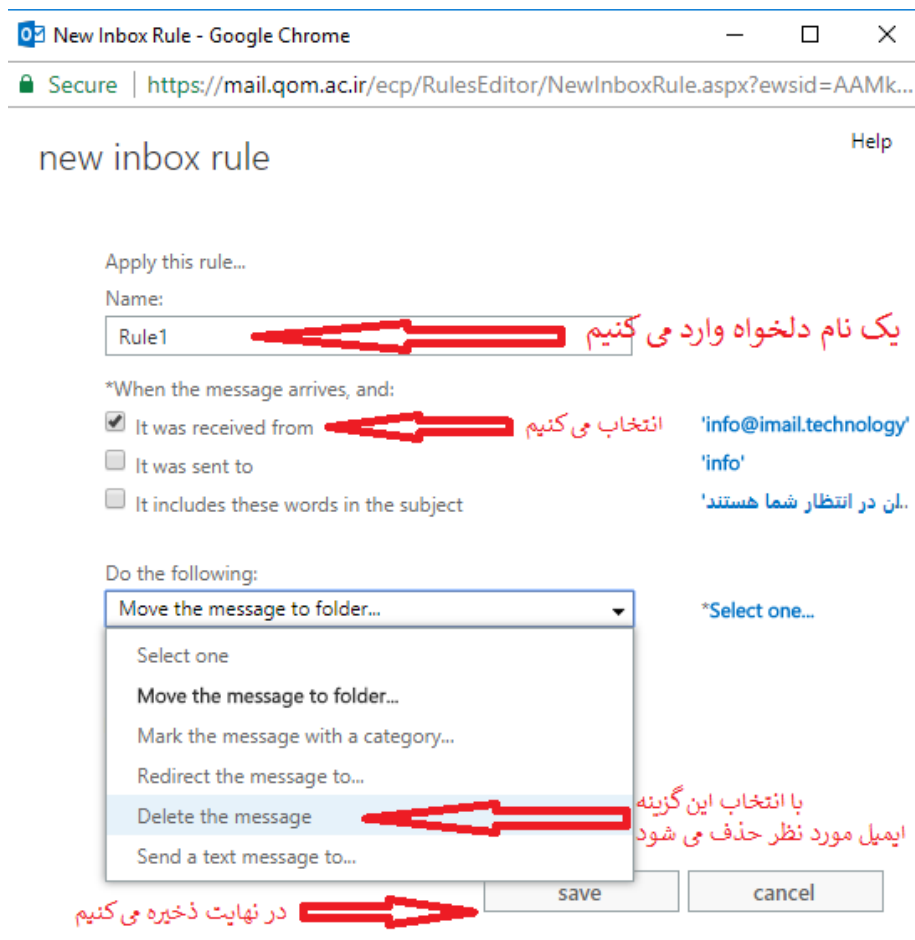 New Inbox Rule - Google Chrome
Secure | https://mail.qom.ac.ir/ecp/RulesEditor/NewInboxRule.aspx?ewsid=AAMk...
Help
new inbox rule
Apply this rule...
Name:
Rule1
یک نام دلخواه وارد می کنیم
*When the message arrives, and:
It was received from
انتخاب می کنیم
'info@imail.technology'
It was sent to
'info'
It includes these words in the subject
..ان در انتظار شما هستند'
Do the following:
Move the message to folder...
*Select one...
Select one
Move the message to folder...
Mark the message with a category...
Redirect the message to...
Delete the message
با انتخاب این گزینه
ایمیل مورد نظر حذف می شود
Send a text message to...
save
cancel
در نهایت ذخیره می کنیم